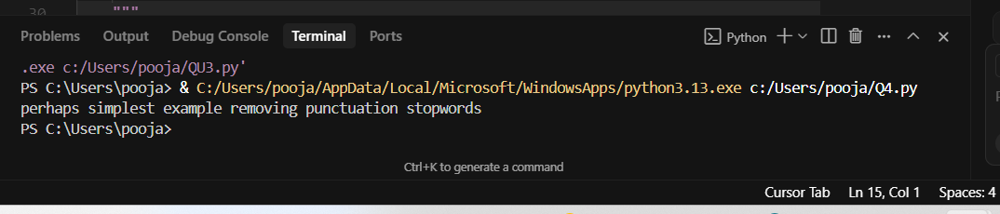 30 """
Problems Output Debug Console Terminal Ports Python
.exe c:/Users/pooja/QU3.py'
PS C:\Users\pooja> & C:/Users/pooja/AppData/Local/Microsoft/WindowsApps/python3.13.exe c:/Users/pooja/Q4.py
perhaps simplest example removing punctuation stopwords
PS C:\Users\pooja>
Ctrl+K to generate a command
Cursor Tab Ln 15, Col 1 Spaces: 4